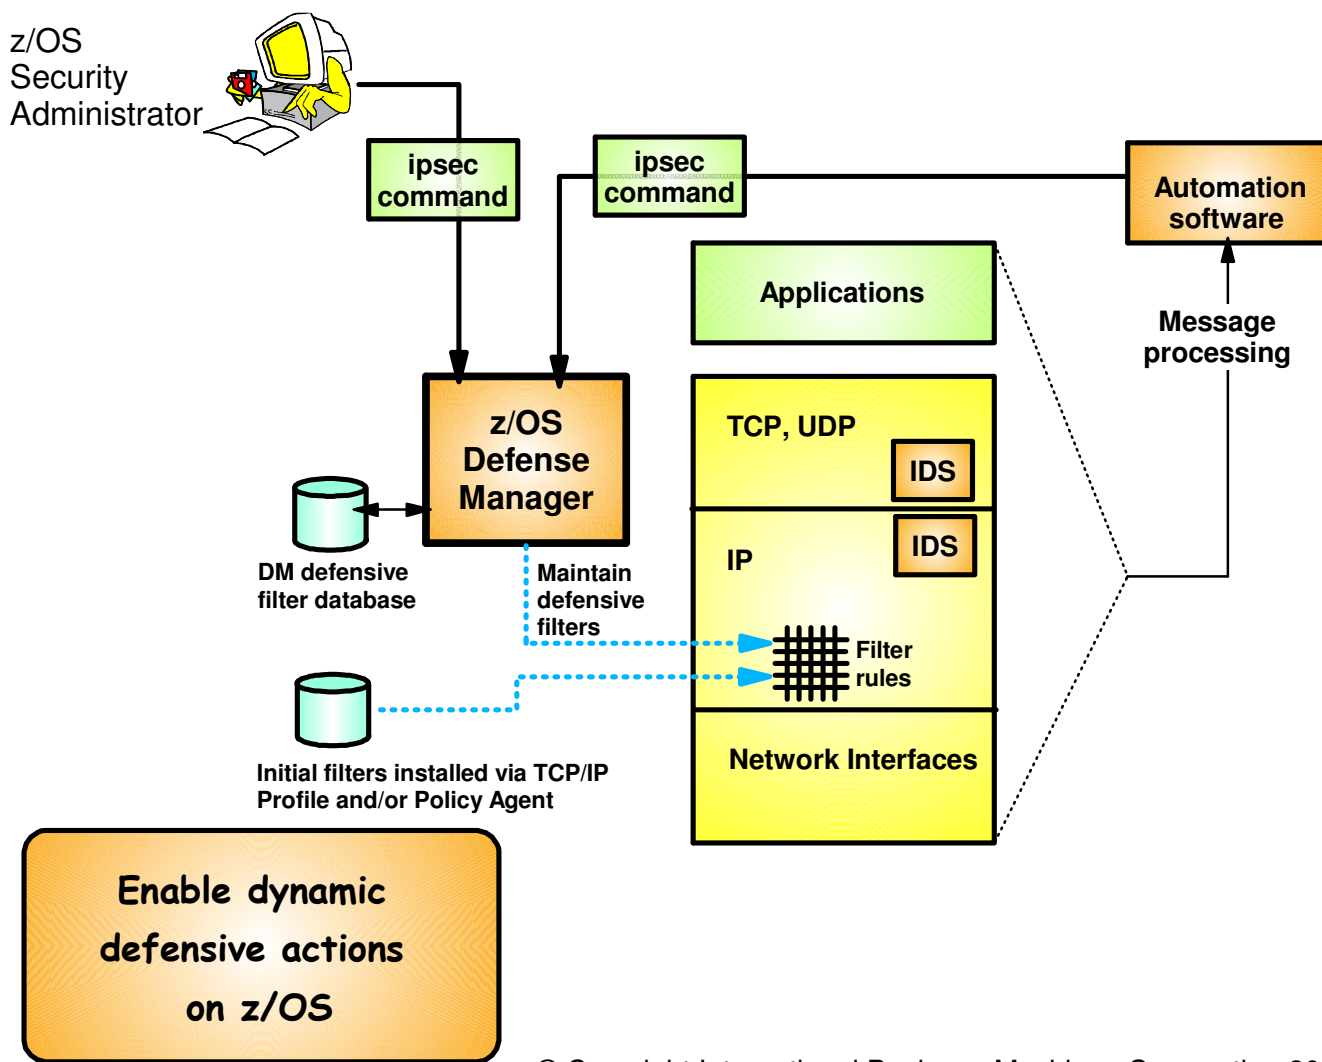 z/OS
Security
Administrator
ipsec
command
ipsec
command
Automation
software
Applications
Message
processing
z/OS
Defense
Manager
TCP, UDP
IDS
IDS
IP
DM defensive
filter database
Maintain
defensive
filters
Filter
rules
Network Interfaces
Initial filters installed via TCP/IP
Profile and/or Policy Agent
Enable dynamic
defensive actions
on z/OS